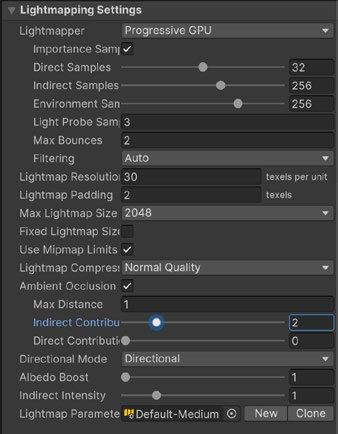 Lightmapping Settings
Lightmapper Progressive GPU
Importance Samp
Direct Samples 32
Indirect Samples 256
Environment San 256
Light Probe Sam 3
Max Bounces 2
Filtering Auto
Lightmap Resolutio 30 texels per unit
Lightmap Padding 2 texels
Max Lightmap Size 2048
Fixed Lightmap Size
Use Mipmap Limits
Lightmap Compress Normal Quality
Ambient Occlusion
Max Distance 1
Indirect Contribu 2
Direct Contributi 0
Directional Mode Directional
Albedo Boost 1
Indirect Intensity 1
Lightmap Paramete Default-Medium New Clone